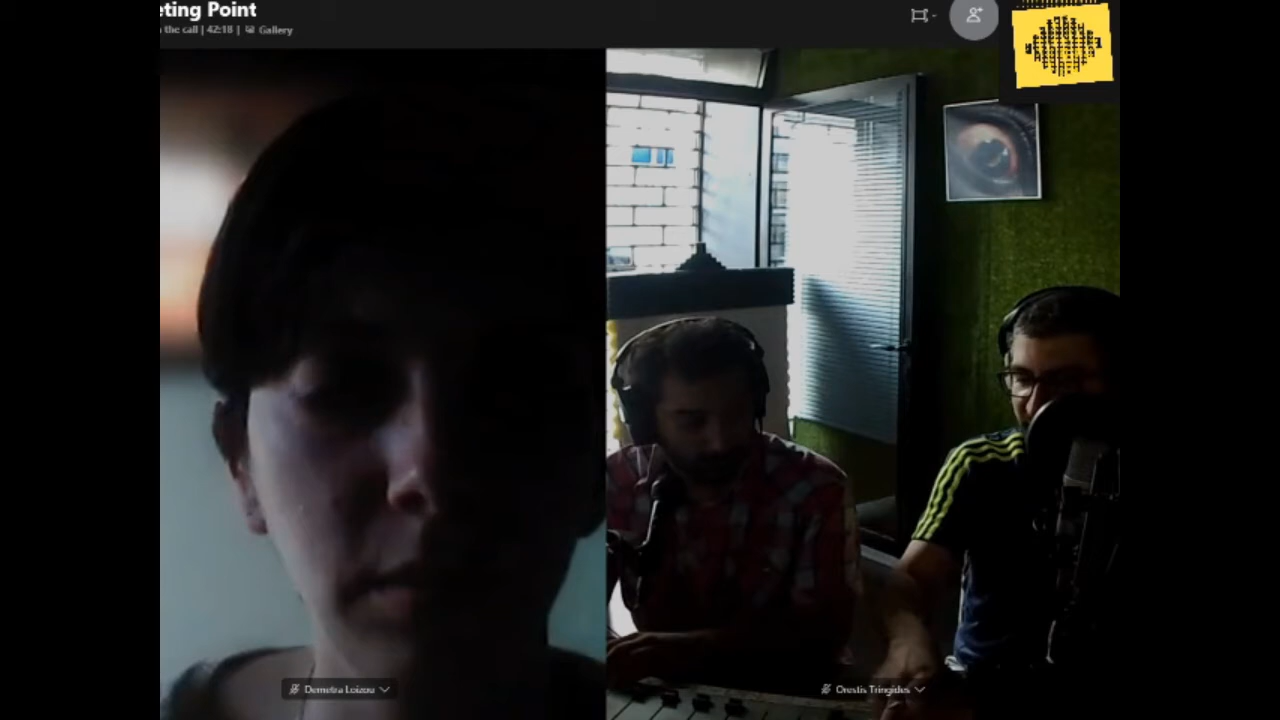 eting Point
the call | 42:18 | Gallery
Demetra Loizou
Orestis Tringides